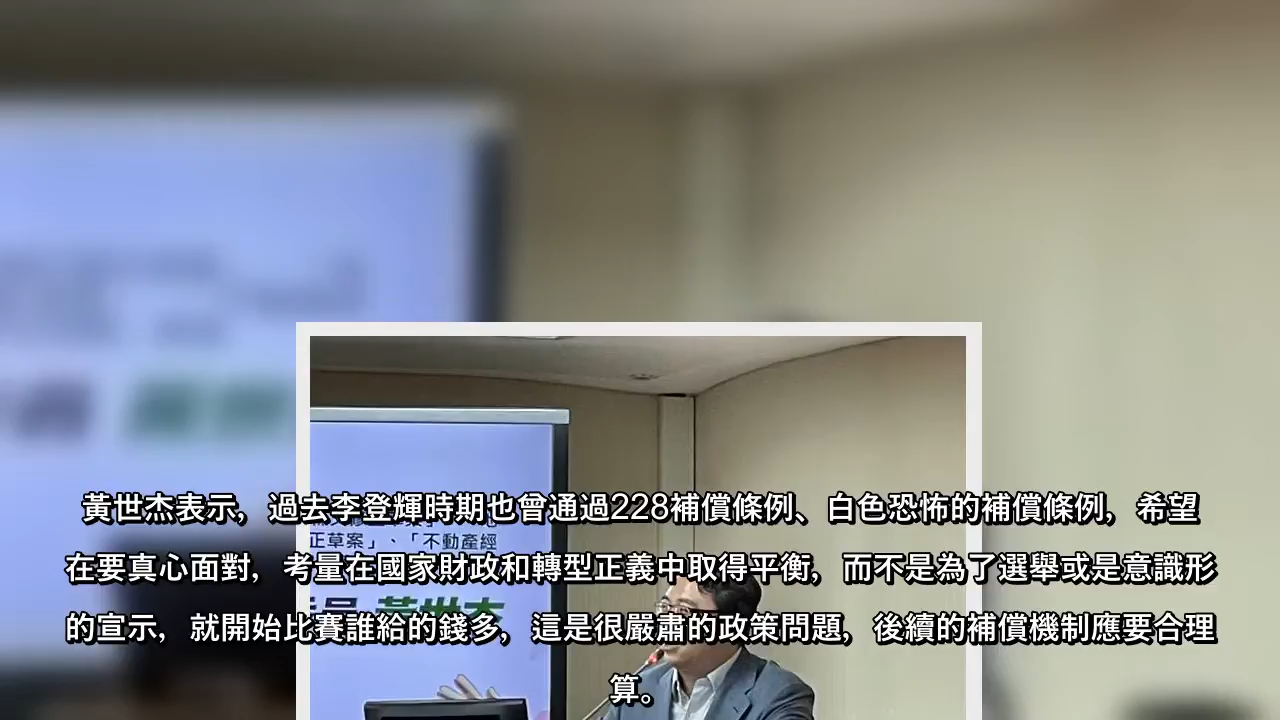 黃世杰表示，過去李登輝時期也曾通過228補償條例、白色恐怖的補償條例，希望
正草案」、「不動產經
在要真心面對，考量在國家財政和轉型正義中取得平衡，而不是為了選舉或是意識形
黃世杰
的宣示，就開始比賽誰給的錢多，這是很嚴肅的政策問題，後續的補償機制應要合理
算。